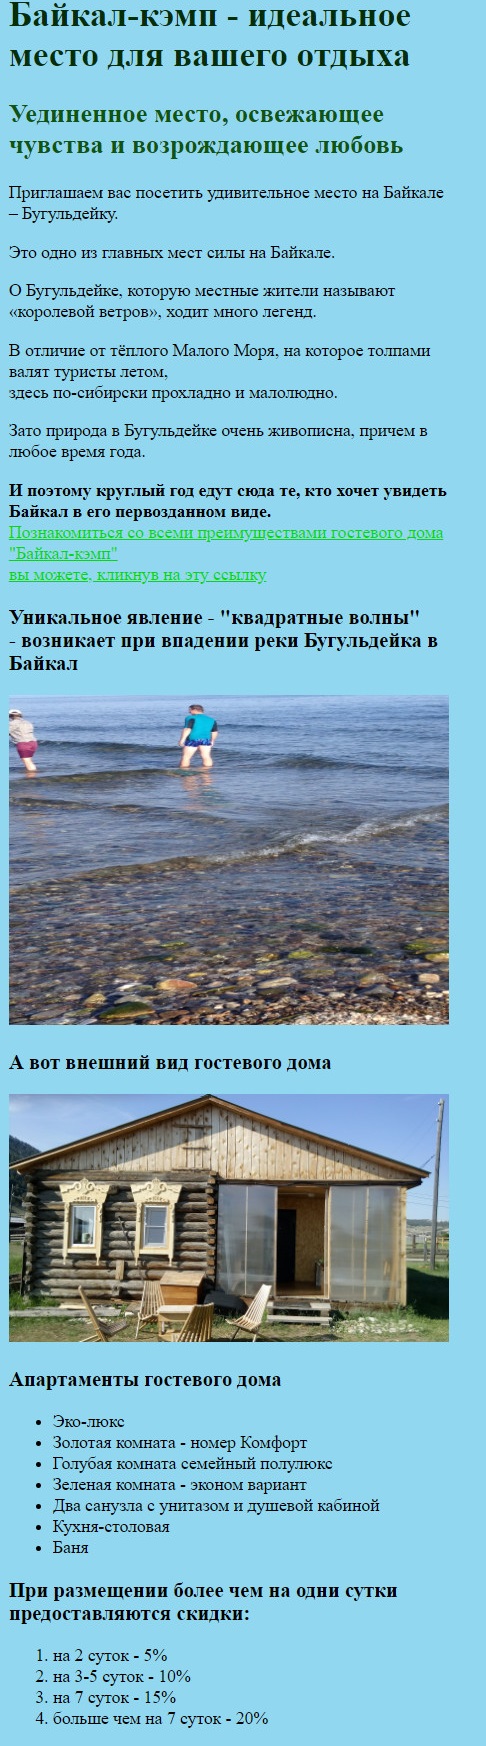 Байкал-кэмп - идеальное
место для вашего отдыха
Уединенное место, освежающее
чувства и возрождающее любовь
Приглашаем вас посетить удивительное место на Байкале
– Бугульдейку.
Это одно из главных мест силы на Байкале.
О Бугульдейке, которую местные жители называют
«королевой ветров», ходит много легенд.
В отличие от тёплого Малого Моря, на которое толпами
валят туристы летом,
здесь по-сибирски прохладно и малолюдно.
Зато природа в Бугульдейке очень живописна, причем в
любое время года.
И поэтому круглый год едут сюда те, кто хочет увидеть
Байкал в его первозданном виде.
Познакомиться со всеми преимуществами гостевого дома
"Байкал-кэмп"
вы можете, кликнув на эту ссылку
Уникальное явление - "квадратные волны"
- возникает при впадении реки Бугульдейка в
Байкал
А вот внешний вид гостевого дома
Апартаменты гостевого дома
• Эко-люкс
• Золотая комната - номер Комфорт
• Голубая комната семейный полулюкс
• Зеленая комната - эконом вариант
• Два санузла с унитазом и душевой кабиной
• Кухня-столовая
• Баня
При размещении более чем на одни сутки
предоставляются скидки:
1. на 2 суток - 5%
2. на 3-5 суток - 10%
3. на 7 суток - 15%
4. больше чем на 7 суток - 20%